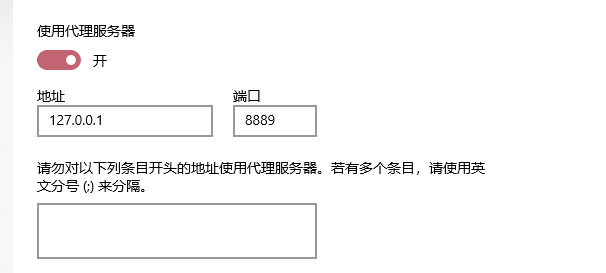 使用代理服务器
开
地址 端口
127.0.0.1 8889
请勿对以下列条目开头的地址使用代理服务器。若有多个条目，请使用英
文分号 (;) 来分隔。